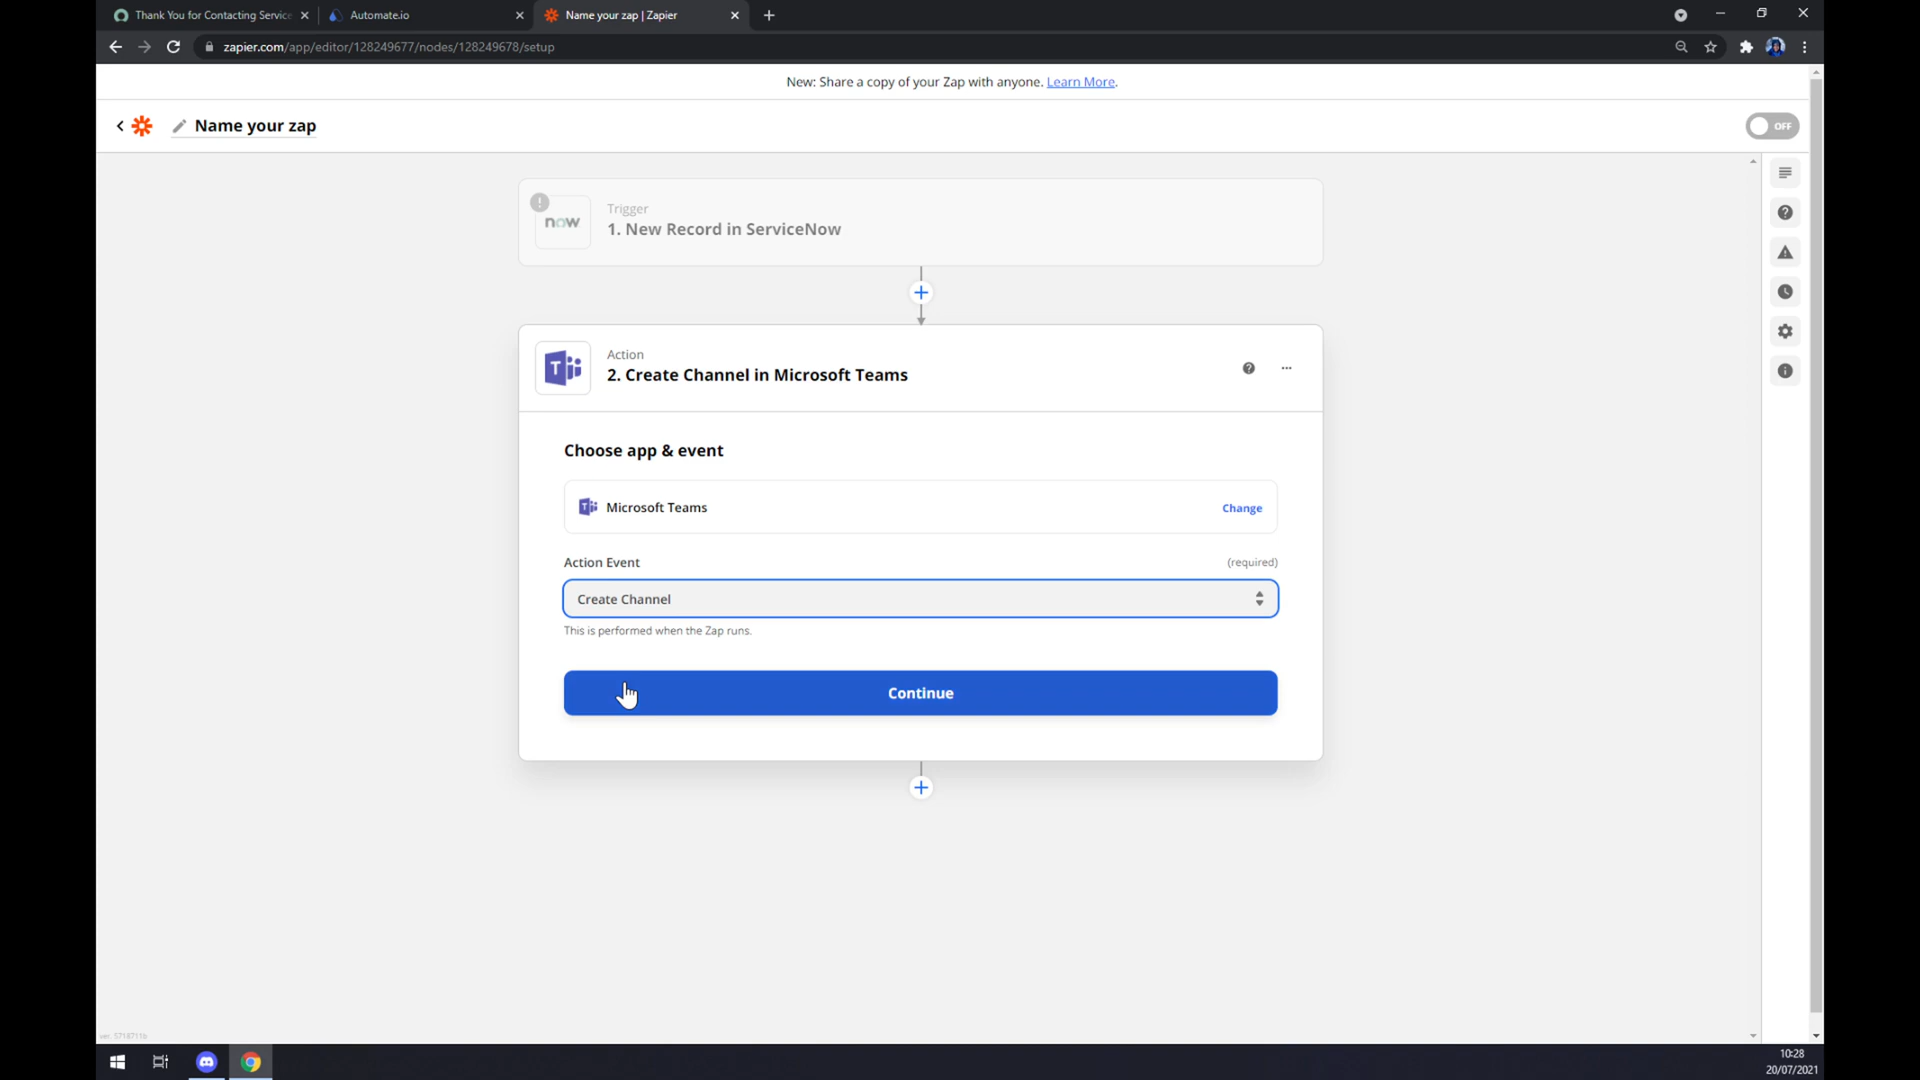 Thank You for Contacting Service
Automate.io
Name your zap | Zapier
zapier.com/app/editor/128249677/nodes/128249678/setup
New: Share a copy of your Zap with anyone. Learn More.
Name your zap
OFF
now
Trigger
1. New Record in ServiceNow
Action
2. Create Channel in Microsoft Teams
Choose app & event
Microsoft Teams
Change
Action Event
(required)
Create Channel
This is performed when the Zap runs.
Continue
ver. 5718711b
10:28
20/07/2021